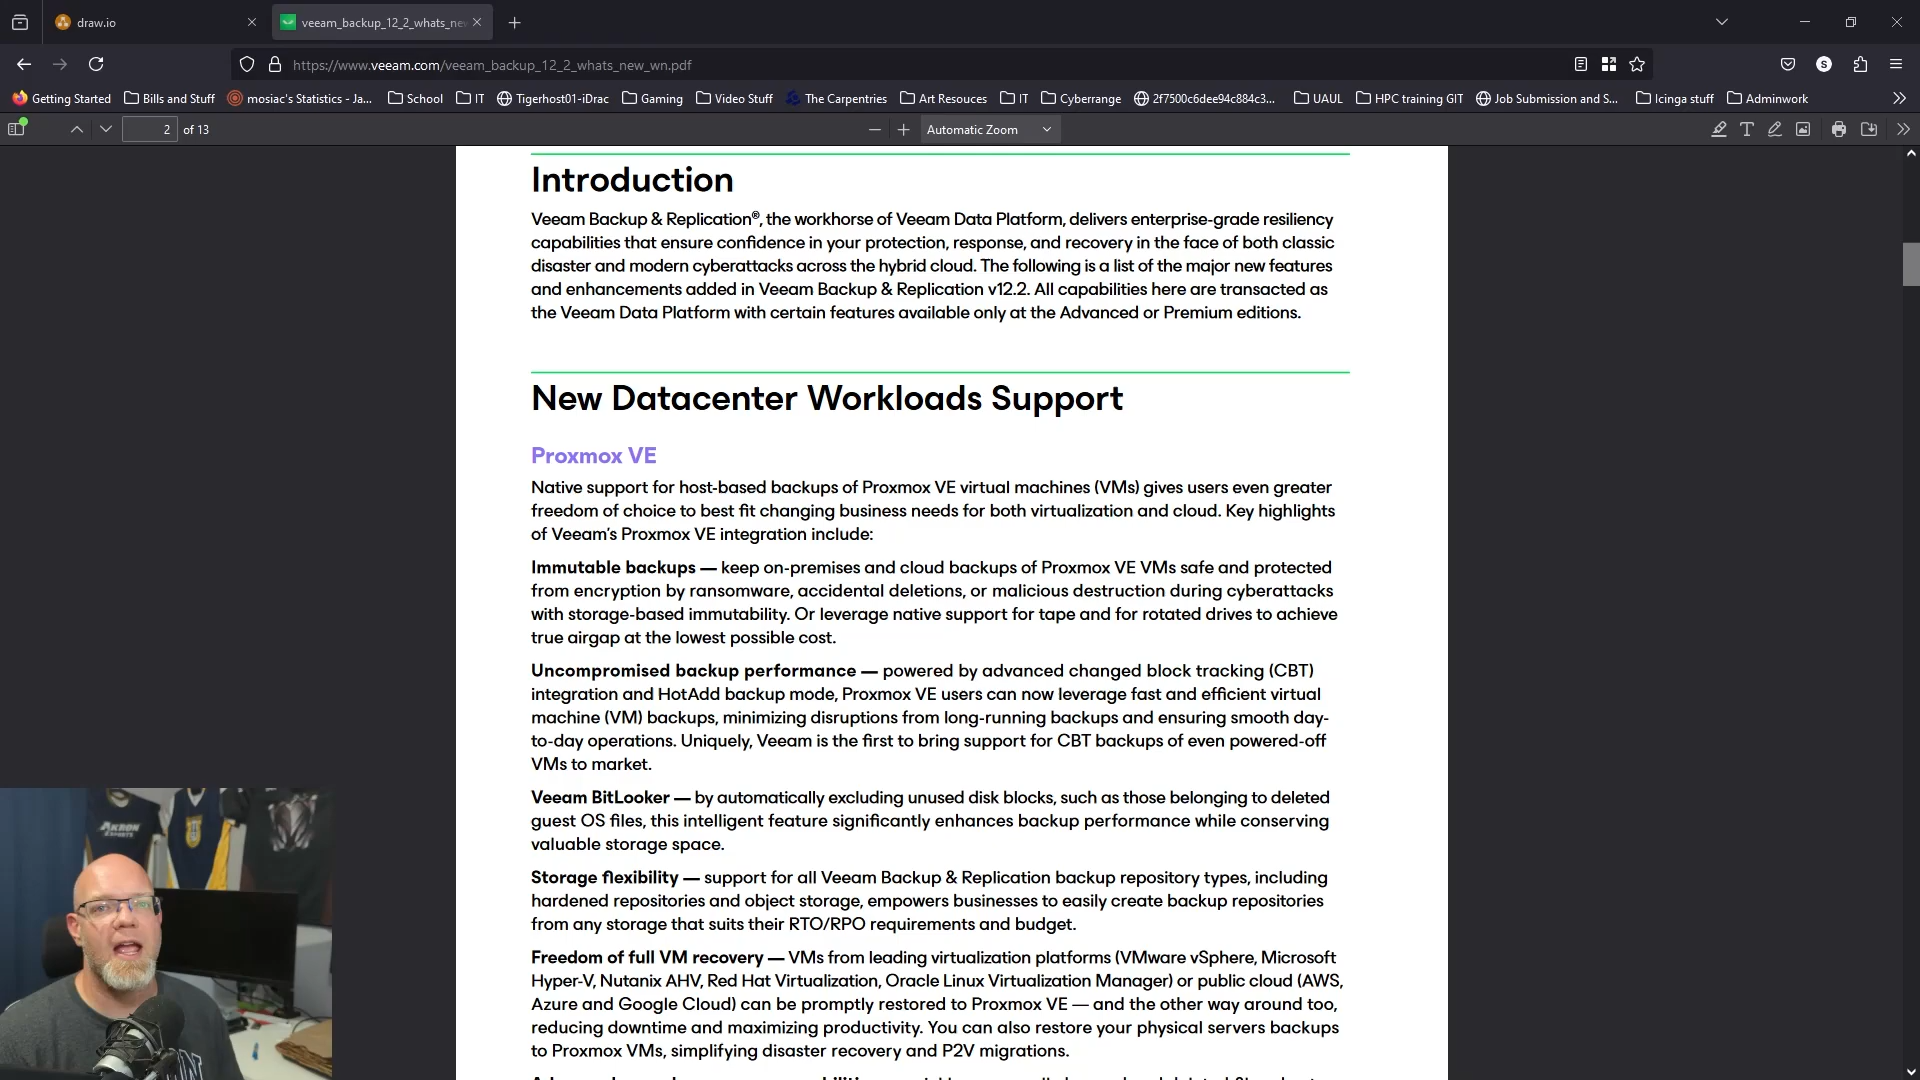 draw.io
veeam_backup_12_2_whats_new
https://www.veeam.com/veeam_backup_12_2_whats_new_wn.pdf
Getting Started
Bills and Stuff
mosiac's Statistics - Ja...
School
IT
Tigerhost01-iDrac
Gaming
Video Stuff
The Carpentries
Art Resouces
IT
Cyberrange
2f7500c6dee94c884c3...
UAUL
HPC training GIT
Job Submission and S...
Icinga stuff
Adminwork
2 of 13
Automatic Zoom
S
Introduction
Veeam Backup & Replication®, the workhorse of Veeam Data Platform, delivers enterprise-grade resiliency
capabilities that ensure confidence in your protection, response, and recovery in the face of both classic
disaster and modern cyberattacks across the hybrid cloud. The following is a list of the major new features
and enhancements added in Veeam Backup & Replication v12.2. All capabilities here are transacted as
the Veeam Data Platform with certain features available only at the Advanced or Premium editions.
New Datacenter Workloads Support
Proxmox VE
Native support for host-based backups of Proxmox VE virtual machines (VMs) gives users even greater
freedom of choice to best fit changing business needs for both virtualization and cloud. Key highlights
of Veeam’s Proxmox VE integration include:
Immutable backups — keep on-premises and cloud backups of Proxmox VE VMs safe and protected
from encryption by ransomware, accidental deletions, or malicious destruction during cyberattacks
with storage-based immutability. Or leverage native support for tape and for rotated drives to achieve
true airgap at the lowest possible cost.
Uncompromised backup performance — powered by advanced changed block tracking (CBT)
integration and HotAdd backup mode, Proxmox VE users can now leverage fast and efficient virtual
machine (VM) backups, minimizing disruptions from long-running backups and ensuring smooth day-
to-day operations. Uniquely, Veeam is the first to bring support for CBT backups of even powered-off
VMs to market.
Veeam BitLooker — by automatically excluding unused disk blocks, such as those belonging to deleted
guest OS files, this intelligent feature significantly enhances backup performance while conserving
valuable storage space.
Storage flexibility — support for all Veeam Backup & Replication backup repository types, including
hardened repositories and object storage, empowers businesses to easily create backup repositories
from any storage that suits their RTO/RPO requirements and budget.
Freedom of full VM recovery — VMs from leading virtualization platforms (VMware vSphere, Microsoft
Hyper-V, Nutanix AHV, Red Hat Virtualization, Oracle Linux Virtualization Manager) or public cloud (AWS,
Azure and Google Cloud) can be promptly restored to Proxmox VE — and the other way around too,
reducing downtime and maximizing productivity. You can also restore your physical servers backups
to Proxmox VMs, simplifying disaster recovery and P2V migrations.
AKRON